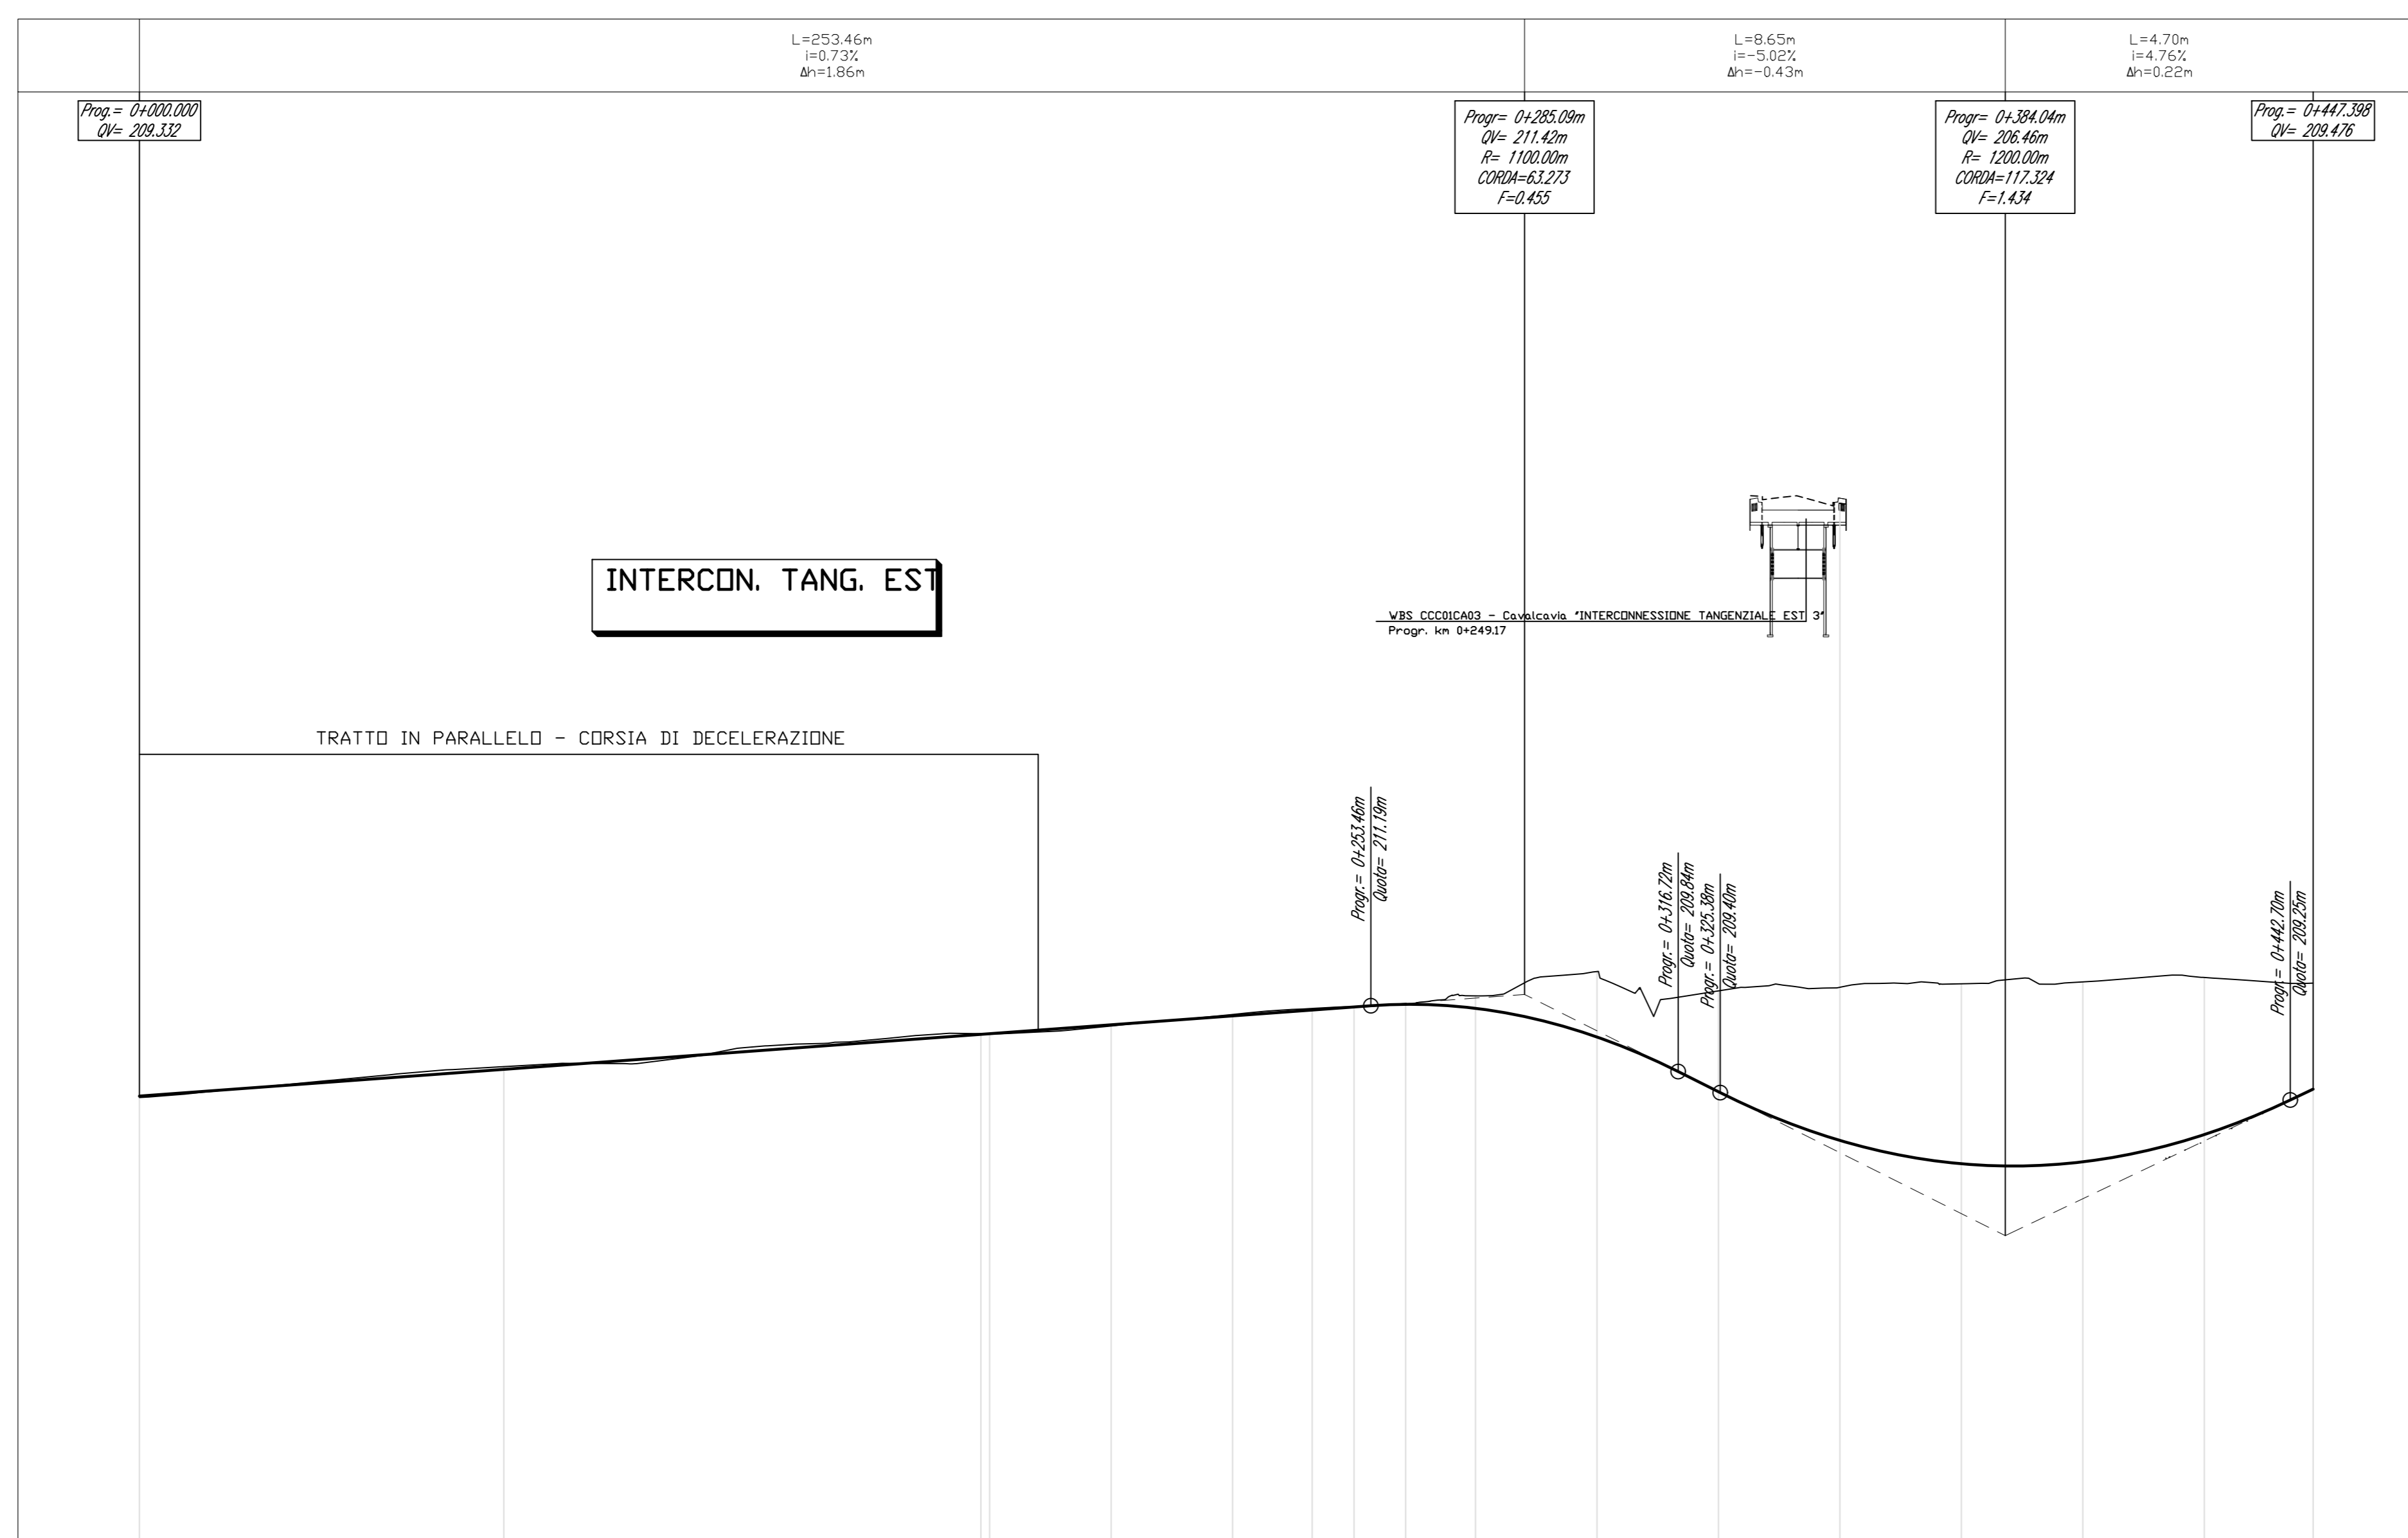 L=253.46m
i=0.73%
Δh=1.86m
L=8.65m
i=-5.02%
Δh=-0.43m
L=4.70m
i=4.76%
Δh=0.22m
Prog.= 0+000.000
QV= 209.332
Progr= 0+285.09m
QV= 211.42m
R= 1100.00m
CORDA=63.273
F=0.455
Progr= 0+384.04m
QV= 206.46m
R= 1200.00m
CORDA=117.324
F=1.434
Prog.= 0+447.398
QV= 209.476
INTERCON. TANG. EST
WBS CCC01CA03 - Cavalcavia "INTERCONNESSIONE TANGENZIALE EST 3"
Progr. km 0+249.17
TRATTO IN PARALLELO - CORSIA DI DECELERAZIONE
Progr.= 0+253.46m
Quota= 211.19m
Progr.= 0+316.72m
Quota= 209.84m
Progr.= 0+325.38m
Quota= 209.40m
Progr.= 0+442.70m
Quota= 209.25m